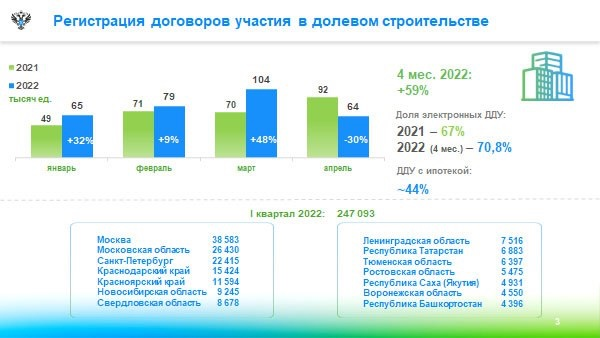 Регистрация договоров участия в долевом строительстве
2021
2022
тысяч ед.
49
65
+32%
71
79
+9%
70
104
+48%
92
64
-30%
январь
февраль
март
апрель
4 мес. 2022:
+59%
Доля электронных ДДУ:
2021 – 67%
2022 (4 мес.) – 70,8%
ДДУ с ипотекой:
~44%
I квартал 2022: 247 093
Москва 38 583
Московская область 26 430
Санкт-Петербург 22 415
Краснодарский край 15 424
Красноярский край 11 594
Новосибирская область 9 245
Свердловская область 8 678
Ленинградская область 7 516
Республика Татарстан 6 883
Тюменская область 6 397
Ростовская область 5 475
Республика Саха (Якутия) 4 931
Воронежская область 4 550
Республика Башкортостан 4 396
3